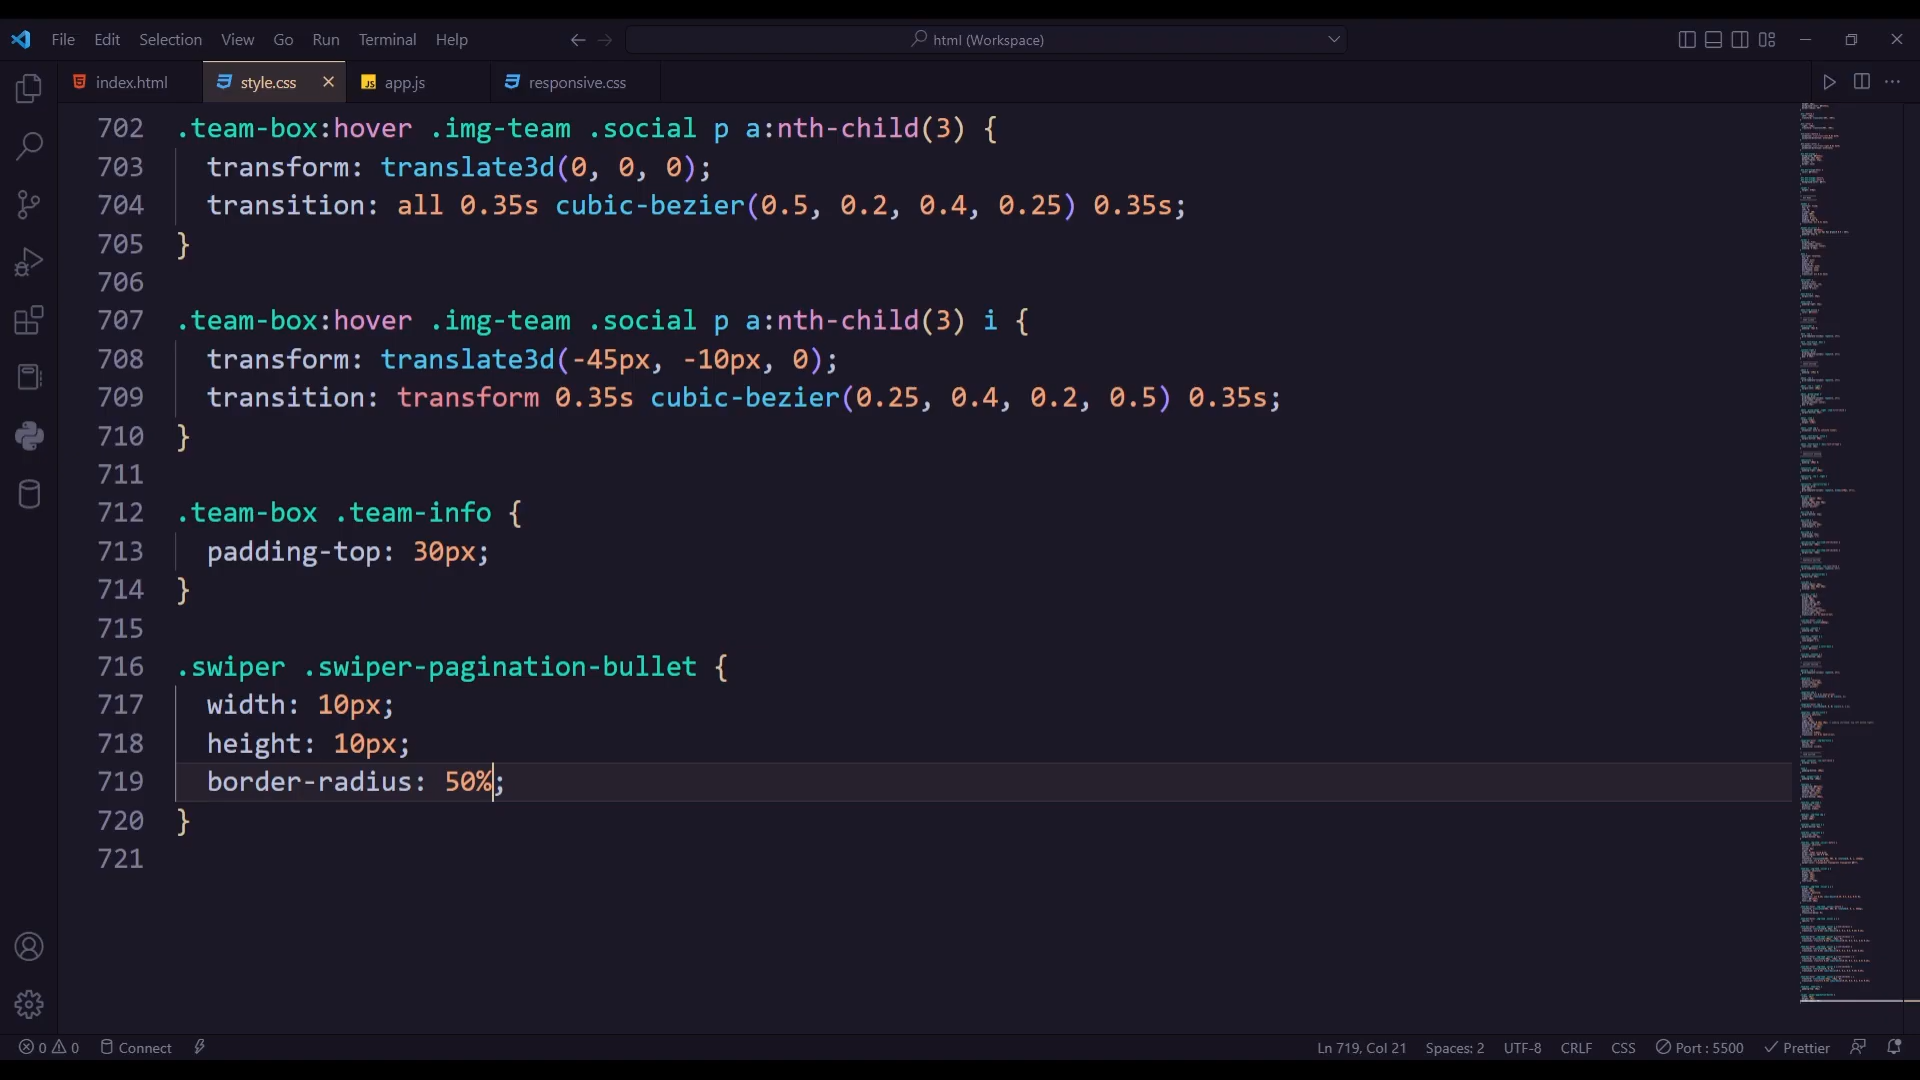 File Edit Selection View Go Run Terminal Help
html (Workspace)
index.html style.css app.js responsive.css
702 .team-box:hover .img-team .social p a:nth-child(3) {
703 transform: translate3d(0, 0, 0);
704 transition: all 0.35s cubic-bezier(0.5, 0.2, 0.4, 0.25) 0.35s;
705 }
706
707 .team-box:hover .img-team .social p a:nth-child(3) i {
708 transform: translate3d(-45px, -10px, 0);
709 transition: transform 0.35s cubic-bezier(0.25, 0.4, 0.2, 0.5) 0.35s;
710 }
711
712 .team-box .team-info {
713 padding-top: 30px;
714 }
715
716 .swiper .swiper-pagination-bullet {
717 width: 10px;
718 height: 10px;
719 border-radius: 50%;
720 }
721
0 0 Connect Ln 719, Col 21 Spaces: 2 UTF-8 CRLF CSS Port : 5500 Prettier